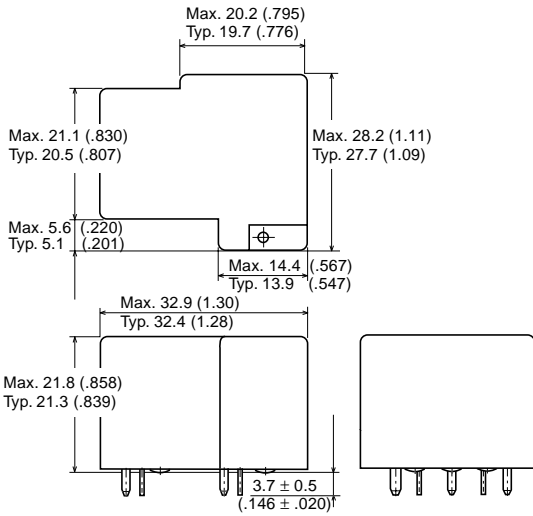 Max. 20.2 (.795)
Typ. 19.7 (.776)
Max. 21.1 (.830)
Typ. 20.5 (.807)
Max. 28.2 (1.11)
Typ. 27.7 (1.09)
Max. 5.6 (.220)
Typ. 5.1 (.201)
Max. 14.4 (.567)
Typ. 13.9 (.547)
Max. 32.9 (1.30)
Typ. 32.4 (1.28)
Max. 21.8 (.858)
Typ. 21.3 (.839)
3.7 ± 0.5
(.146 ± .020)